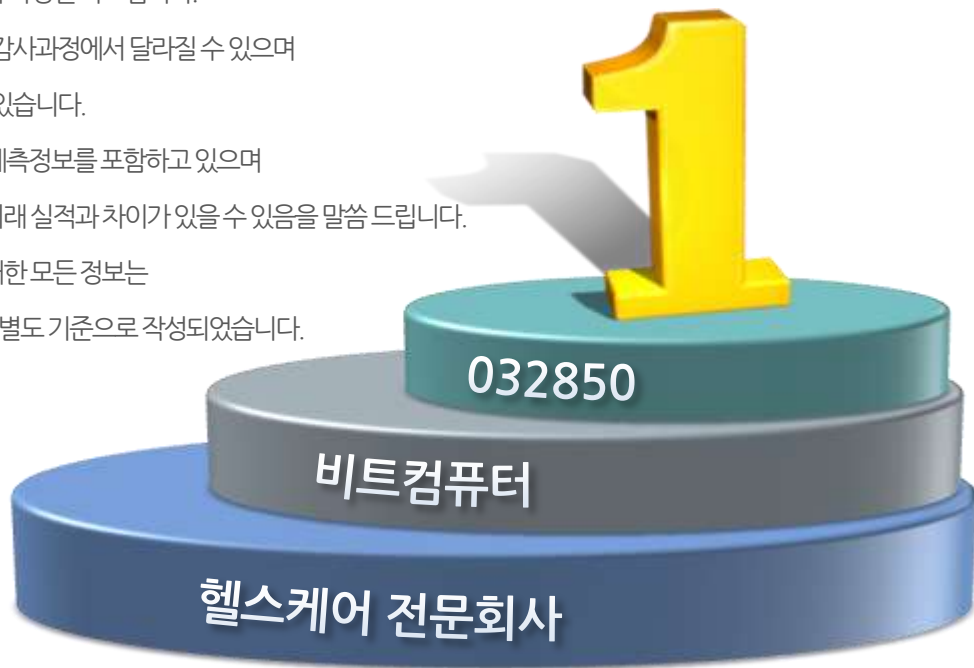 감사과정에서 달라질 수 있으며
있습니다.
예측정보를 포함하고 있으며
미래 실적과 차이가 있을 수 있음을 말씀 드립니다.
모든 정보는
별도 기준으로 작성되었습니다.
1
032850
비트컴퓨터
헬스케어 전문회사